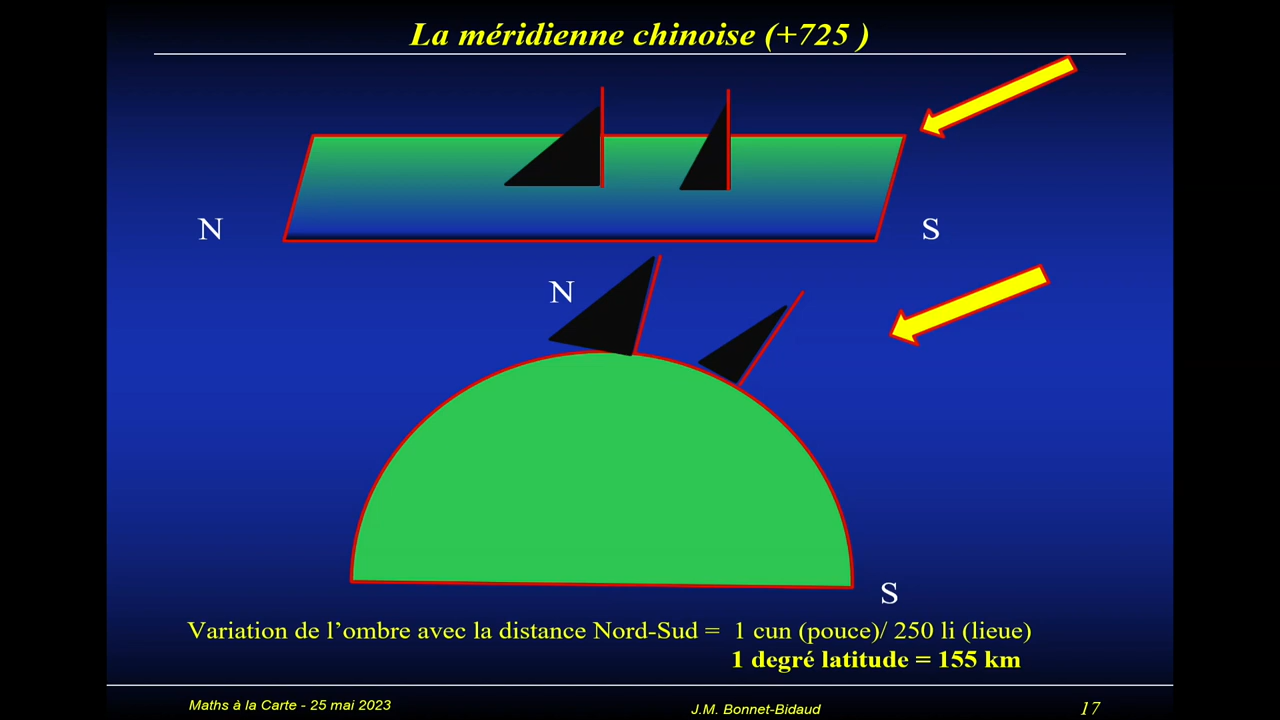 La méridienne chinoise (+725 )
N
S
N
S
Variation de l’ombre avec la distance Nord-Sud = 1 cun (pouce)/ 250 li (lieue)
1 degré latitude = 155 km
Maths à la Carte - 25 mai 2023
J.M. Bonnet-Bidaud
17